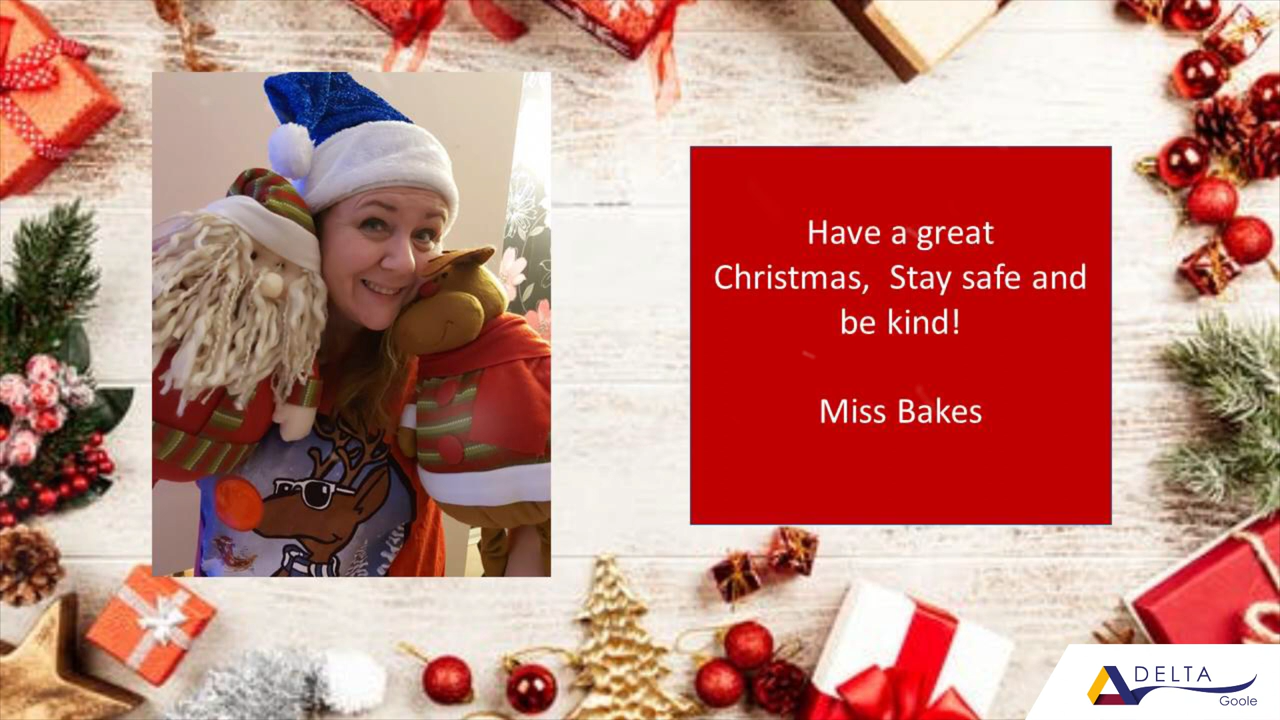 Have a great
Christmas,  Stay safe and
be kind!
Miss Bakes
DELTA
Goole